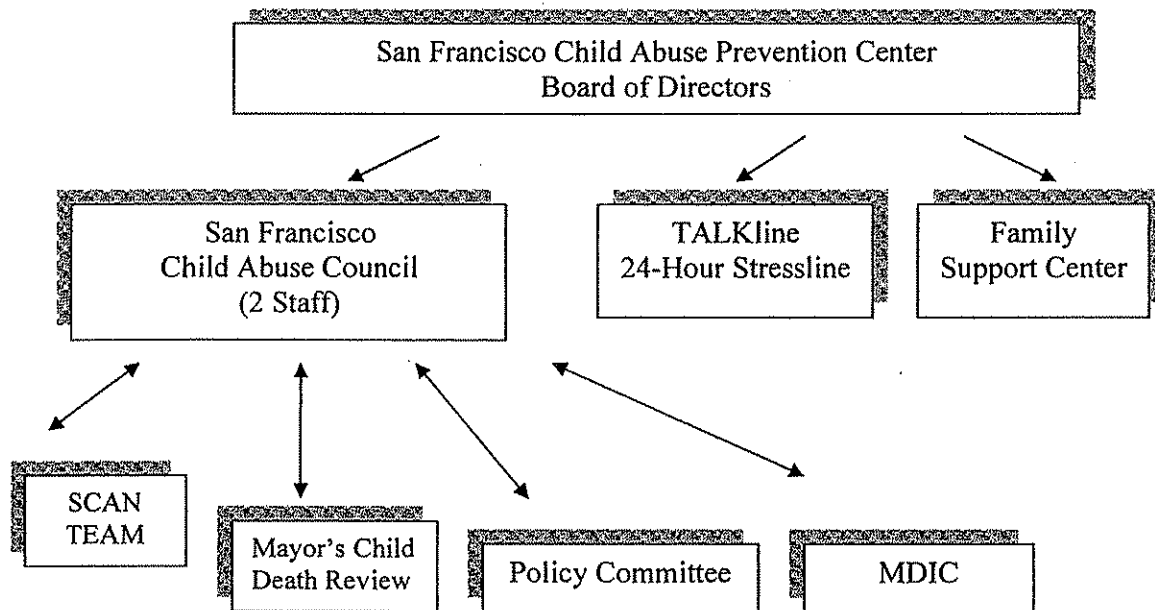 San Francisco Child Abuse Prevention Center
Board of Directors
San Francisco
Child Abuse Council
(2 Staff)
TALKline
24-Hour Stressline
Family
Support Center
SCAN
TEAM
Mayor's Child
Death Review
Policy Committee
MDIC